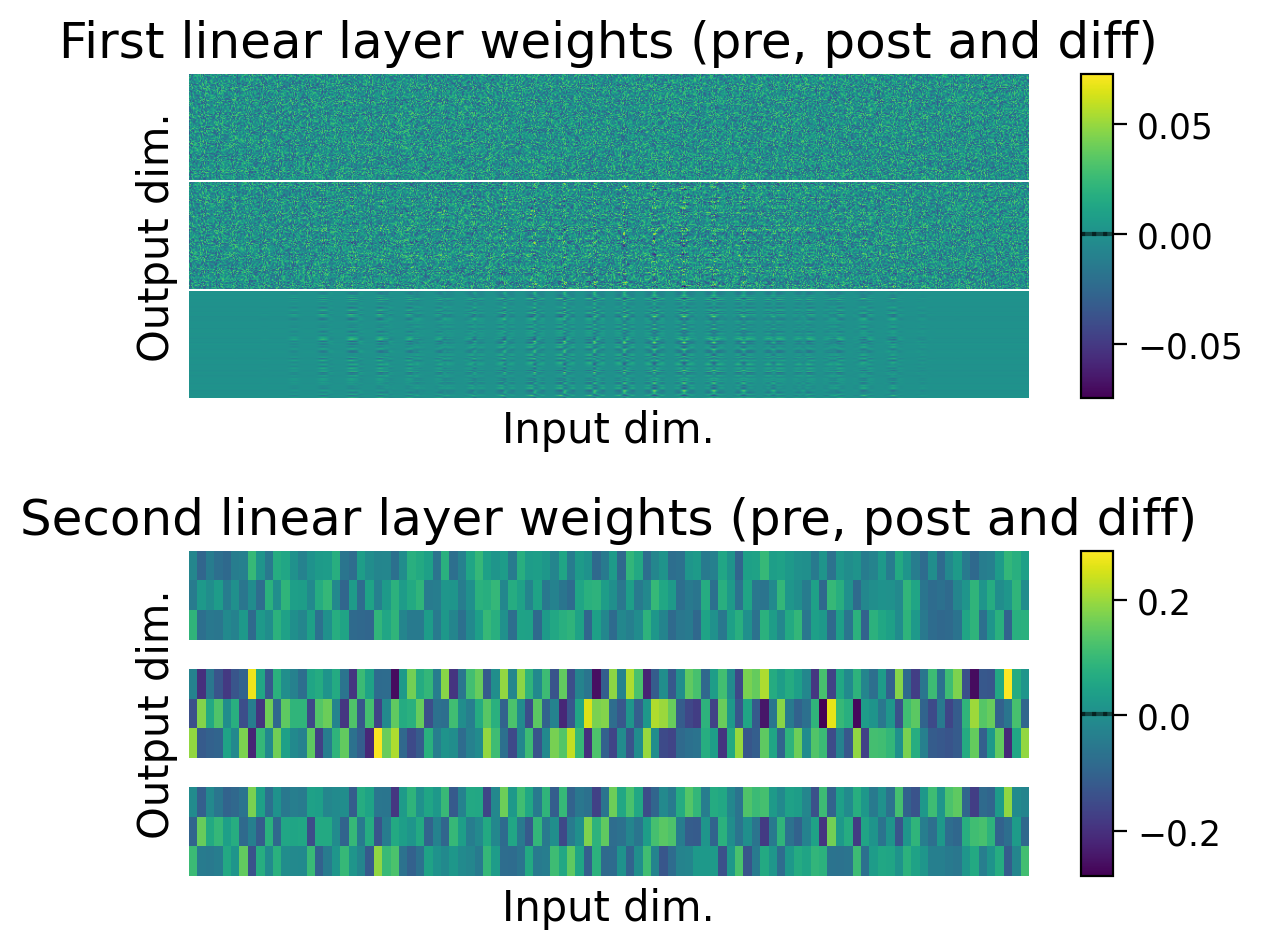 First linear layer weights (pre, post and diff)
Output dim.
0.05
0.00
−0.05
Input dim.
Second linear layer weights (pre, post and diff)
Output dim.
0.2
0.0
−0.2
Input dim.